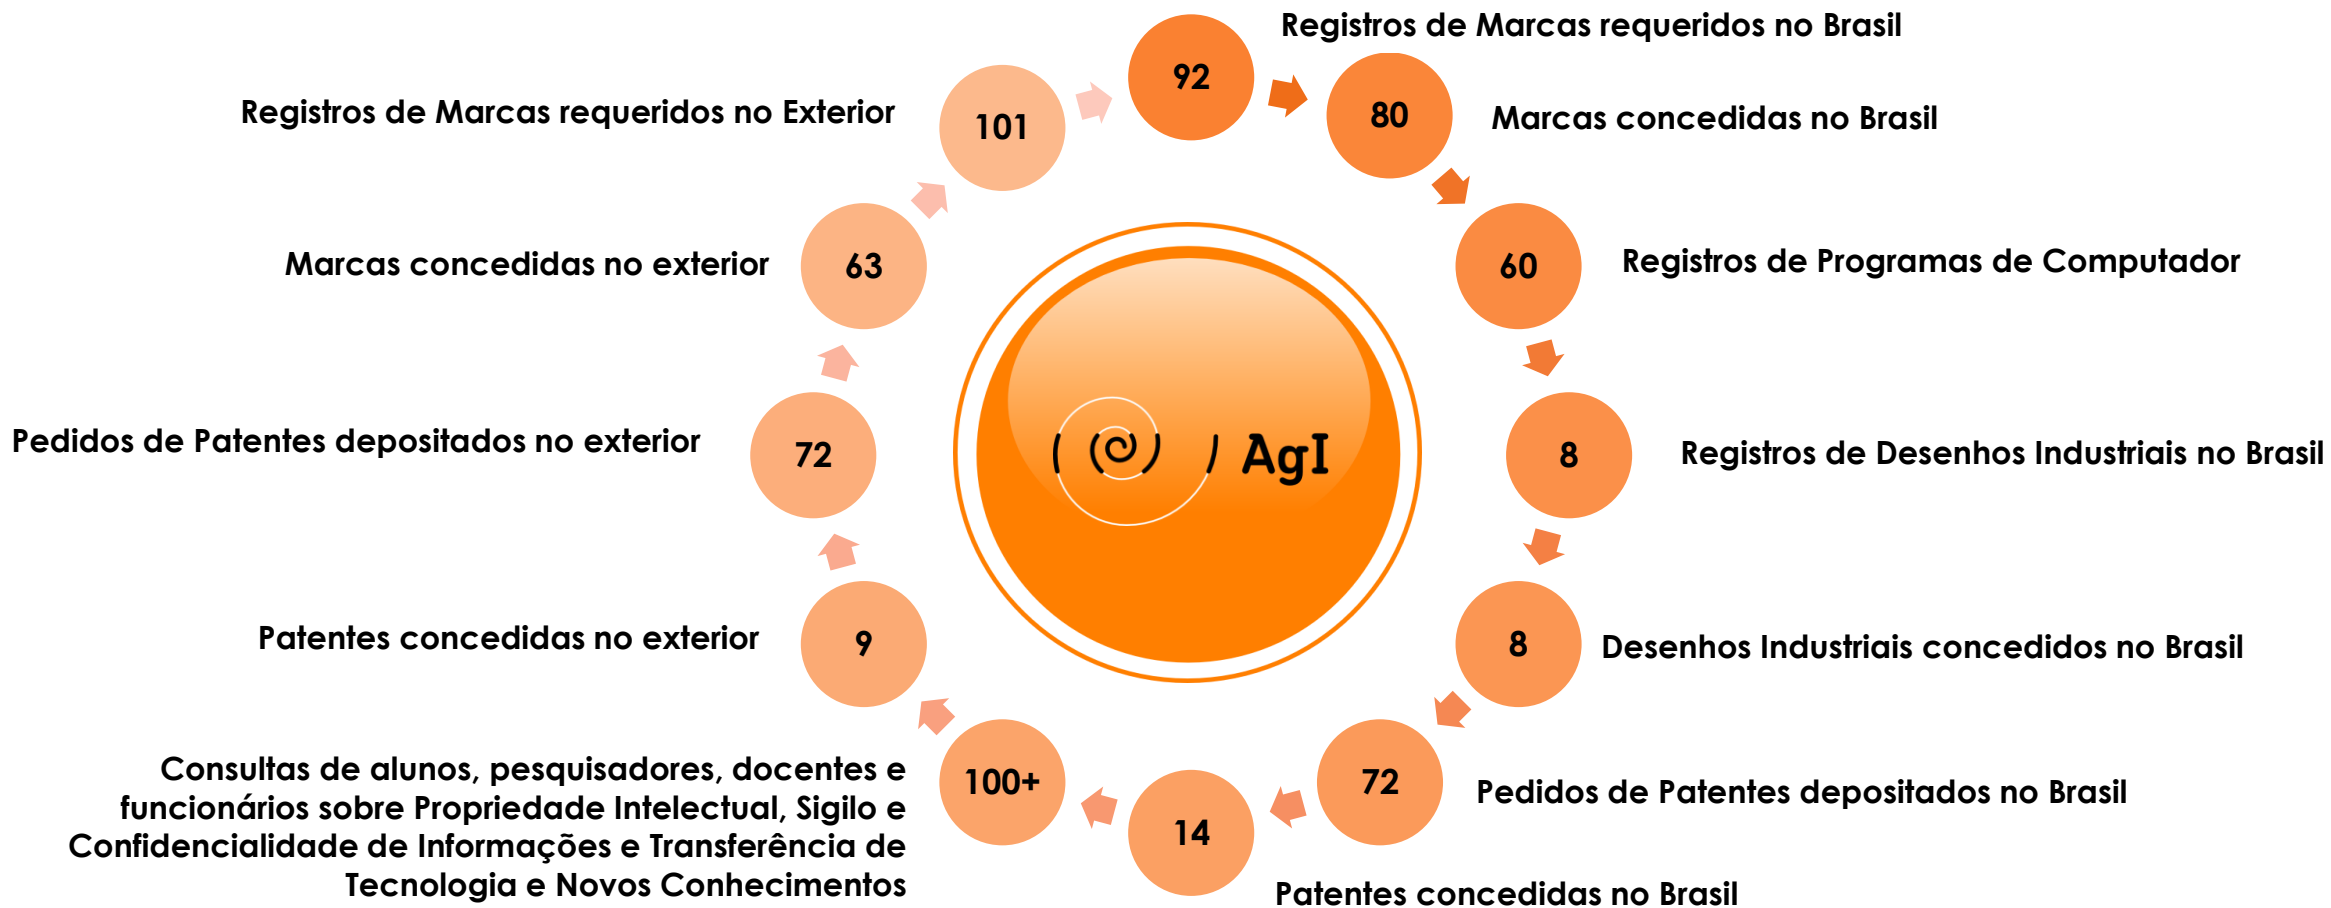 92
Registros de Marcas requeridos no Brasil
80
Marcas concedidas no Brasil
60
Registros de Programas de Computador
8
Registros de Desenhos Industriais no Brasil
8
Desenhos Industriais concedidos no Brasil
72
Pedidos de Patentes depositados no Brasil
14
Patentes concedidas no Brasil
100+
Consultas de alunos, pesquisadores, docentes e
funcionários sobre Propriedade Intelectual, Sigilo e
Confidencialidade de Informações e Transferência de
Tecnologia e Novos Conhecimentos
9
Patentes concedidas no exterior
72
Pedidos de Patentes depositados no exterior
63
Marcas concedidas no exterior
101
Registros de Marcas requeridos no Exterior
AgI